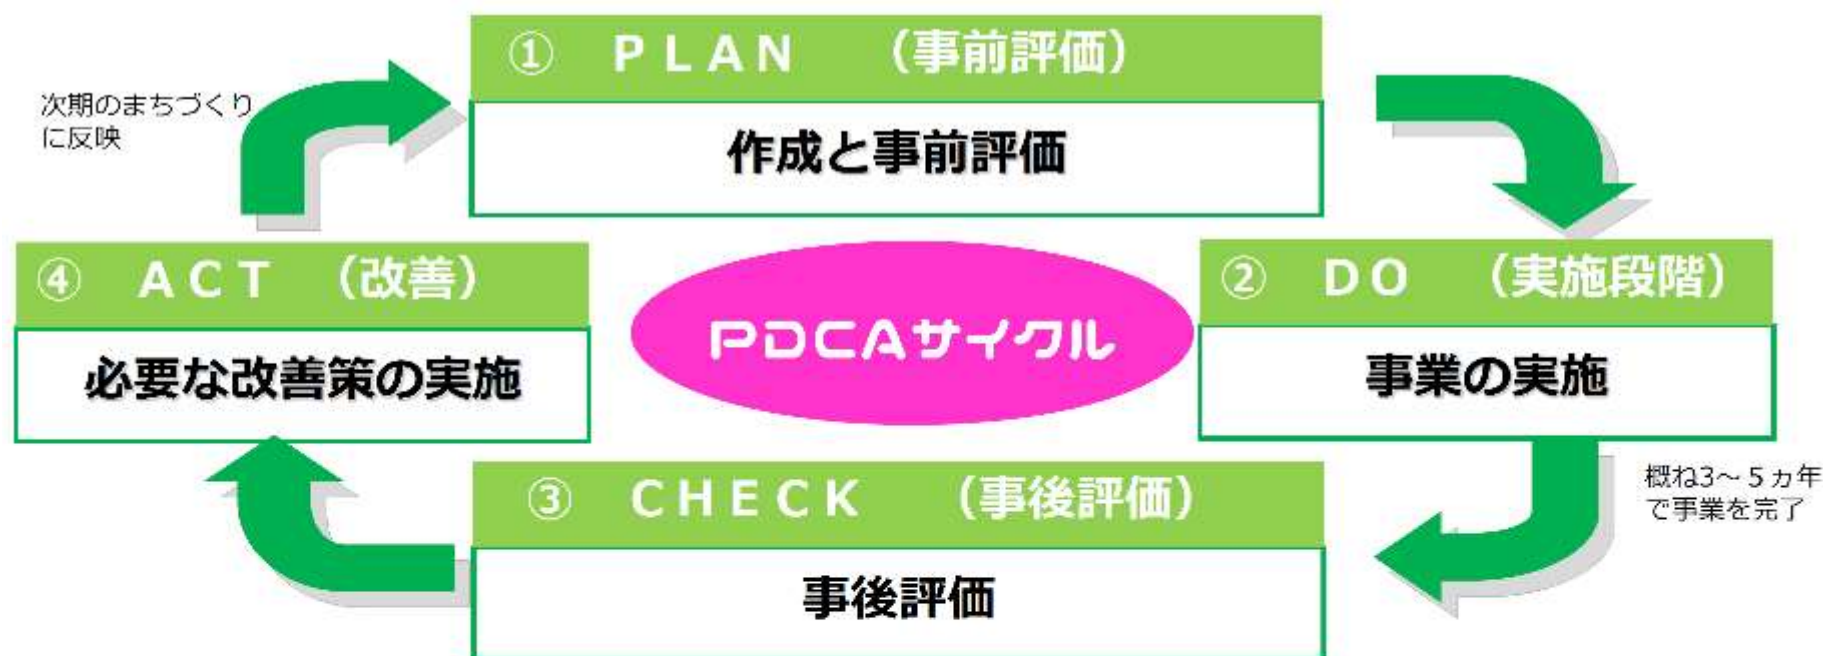 ① PLAN (事前評価)
作成と事前評価
次期のまちづくり
に反映
② DO (実施段階)
事業の実施
概ね3~5ヵ年
で事業を完了
③ CHECK (事後評価)
事後評価
④ ACT (改善)
必要な改善策の実施
PDCAサイクル